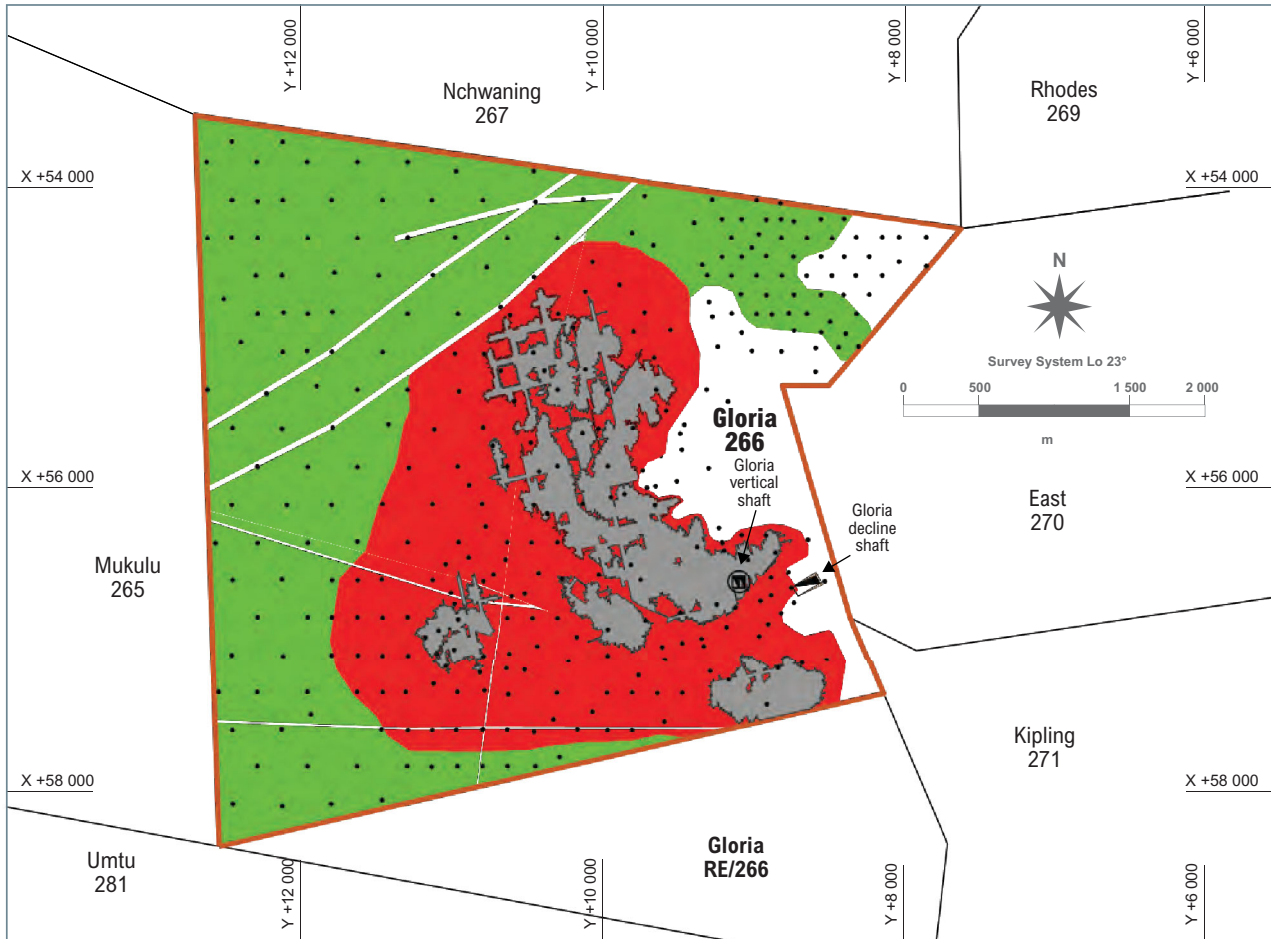 Y +12 000
Y +10 000
Y +8 000
Y +6 000
Nchwaning
267
Rhodes
269
X +54 000
X +54 000
N
Survey System Lo 23°
0
500
1 500
2 000
m
Gloria
266
Gloria
vertical
shaft
Gloria
decline
shaft
X +56 000
X +56 000
East
270
Mukulu
265
Kipling
271
X +58 000
X +58 000
Gloria
RE/266
Umtu
281
Y +12 000
Y +10 000
Y +8 000
Y +6 000